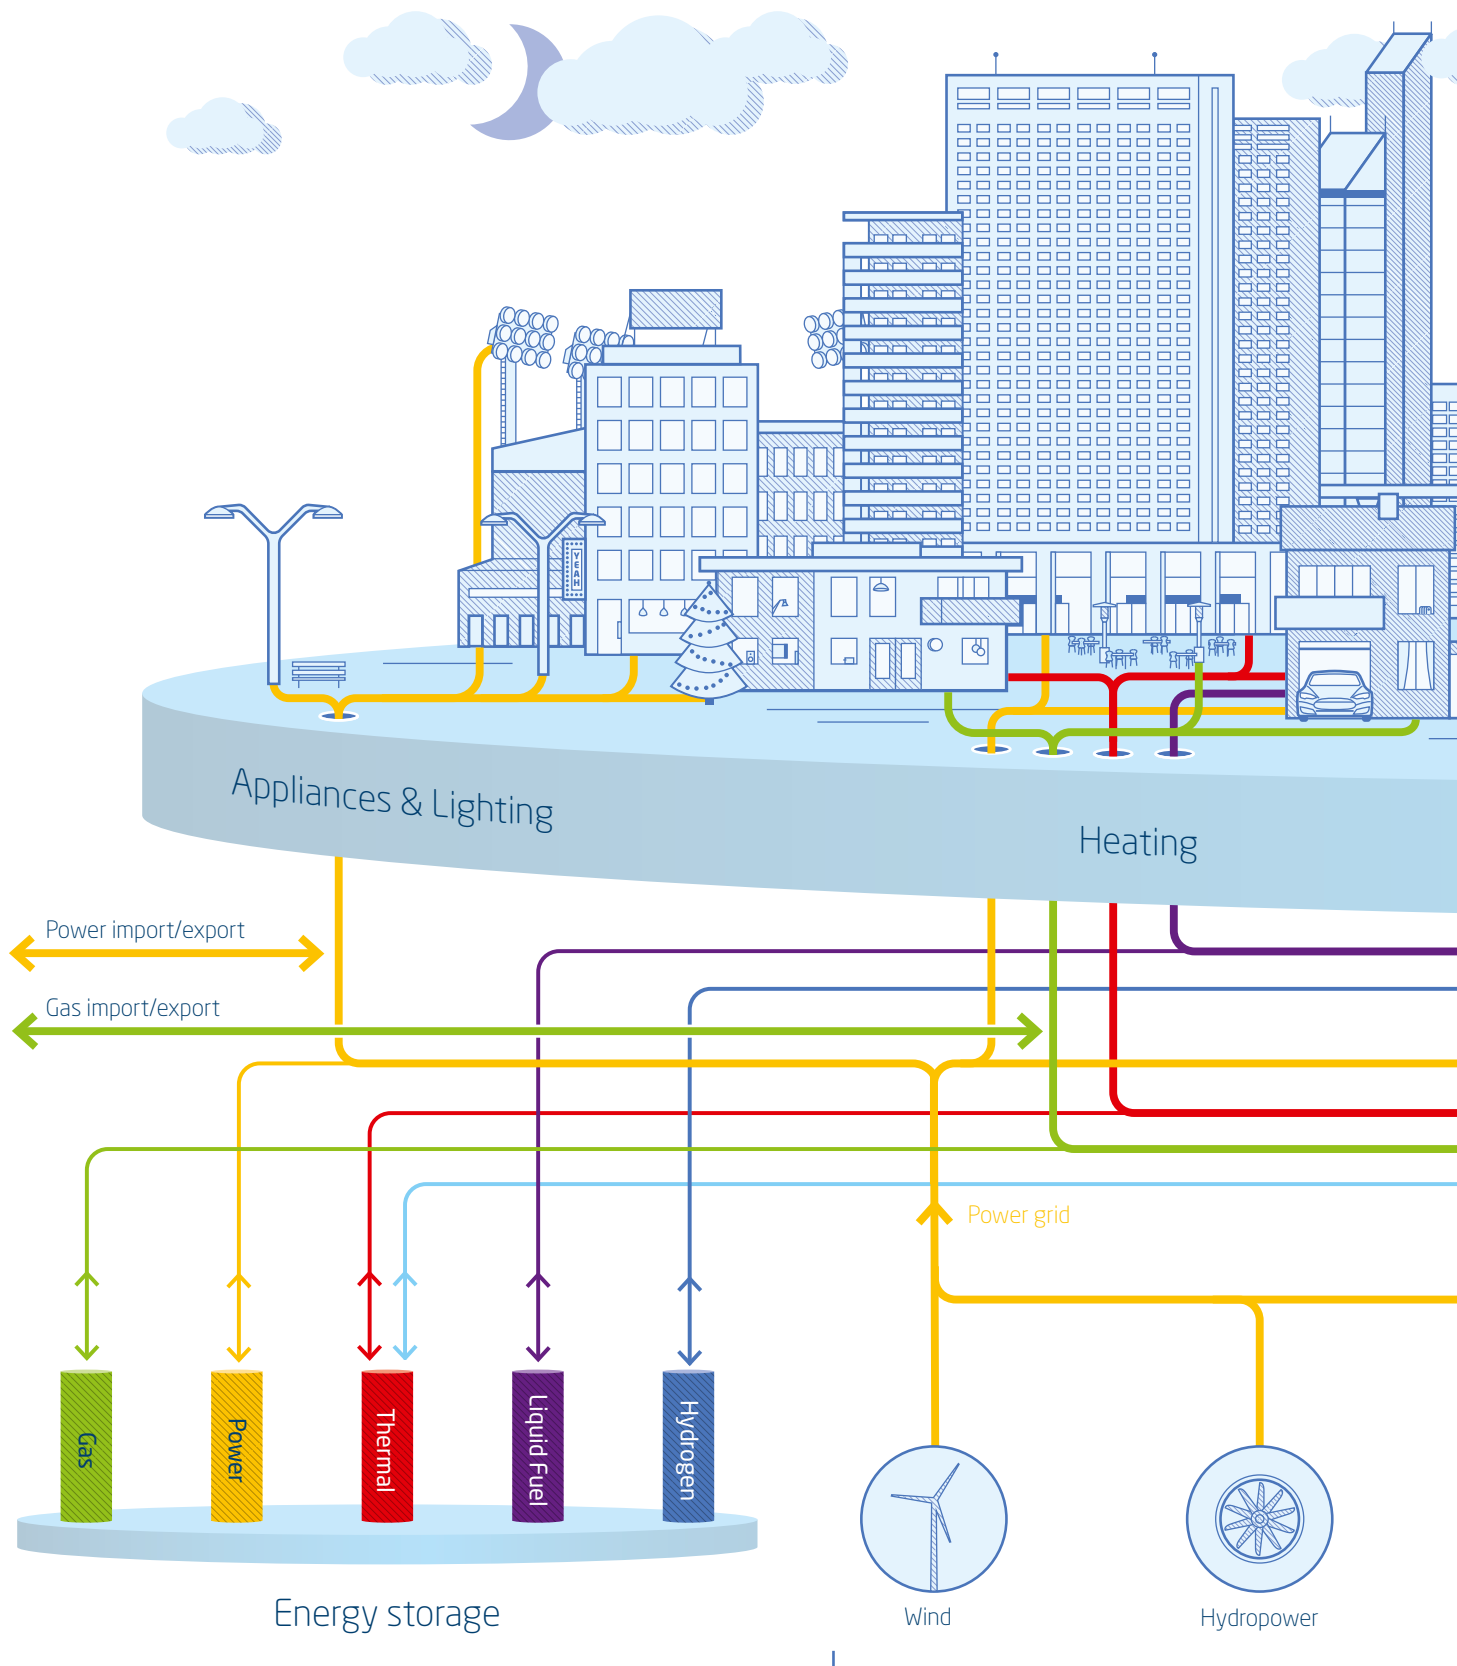 YEAH
Appliances & Lighting
Heating
Power import/export
Gas import/export
Power grid
Gas
Power
Thermal
Liquid Fuel
Hydrogen
Energy storage
Wind
Hydropower